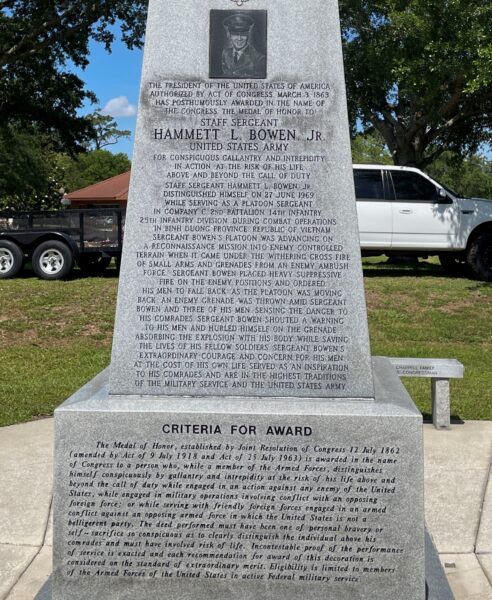 THE PRESIDENT OF THE UNITED STATES OF AMERICA
AUTHORIZED BY ACT OF CONGRESS, MARCH 3, 1863
HAS POSTHUMOUSLY AWARDED IN THE NAME OF
THE CONGRESS, THE MEDAL OF HONOR TO
STAFF SERGEANT
HAMMETT L. BOWEN, JR.
UNITED STATES ARMY
FOR CONSPICUOUS GALLANTRY AND INTREPIDITY
IN ACTION AT THE RISK OF HIS LIFE
ABOVE AND BEYOND THE CALL OF DUTY
STAFF SERGEANT HAMMETT L. BOWEN, JR.
DISTINGUISHED HIMSELF ON 27 JUNE 1969
WHILE SERVING AS A PLATOON SERGEANT
IN COMPANY C, 2ND BATTALION, 14TH INFANTRY,
25TH INFANTRY DIVISION, DURING COMBAT OPERATIONS
IN BINH DUONG PROVINCE, REPUBLIC OF VIETNAM
SERGEANT BOWEN'S PLATOON WAS ADVANCING ON
A RECONNAISSANCE MISSION INTO ENEMY CONTROLLED
TERRAIN WHEN IT CAME UNDER THE WITHERING CROSS FIRE
OF SMALL ARMS AND GRENADES FROM AN ENEMY AMBUSH
FORCE. SERGEANT BOWEN PLACED HEAVY SUPPRESSIVE
FIRE ON THE ENEMY POSITIONS AND ORDERED
HIS MEN TO FALL BACK. AS THE PLATOON WAS MOVING
BACK, AN ENEMY GRENADE WAS THROWN AMID SERGEANT
BOWEN AND THREE OF HIS MEN. SENSING THE DANGER TO
HIS COMRADES, SERGEANT BOWEN SHOUTED A WARNING
TO HIS MEN AND HURLED HIMSELF ON THE GRENADE
ABSORBING THE EXPLOSION WITH HIS BODY WHILE SAVING
THE LIVES OF HIS FELLOW SOLDIERS. SERGEANT BOWEN'S
EXTRAORDINARY COURAGE AND CONCERN FOR HIS MEN
AT THE COST OF HIS OWN LIFE SERVED AS AN INSPIRATION
TO HIS COMRADES AND ARE IN THE HIGHEST TRADITIONS
OF THE MILITARY SERVICE AND THE UNITED STATES ARMY
CHAPPELL FAMILY
CRITERIA FOR AWARD
The Medal of Honor, established by Joint Resolution of Congress 12 July 1862
(amended by Act of 9 July 1918 and Act of 25 July 1963) is awarded in the name
of Congress to a person who, while a member of the Armed Forces, distinguishes
himself conspicuously by gallantry and intrepidity at the risk of his life above and
beyond the call of duty while engaged in an action against any enemy of the United
States; while engaged in military operations involving conflict with an opposing
foreign force; or while serving with friendly foreign forces engaged in an armed
conflict against an opposing armed force in which the United States is not a
belligerent party. The deed performed must have been one of personal bravery or
self-sacrifice so conspicuous as to clearly distinguish the individual above his
comrades and must have involved risk of life. Incontestable proof of the performance
of service is exacted and each recommendation for award of this decoration is
considered on the standard of extraordinary merit. Eligibility is limited to members
of the Armed Forces of the United States in active Federal military service